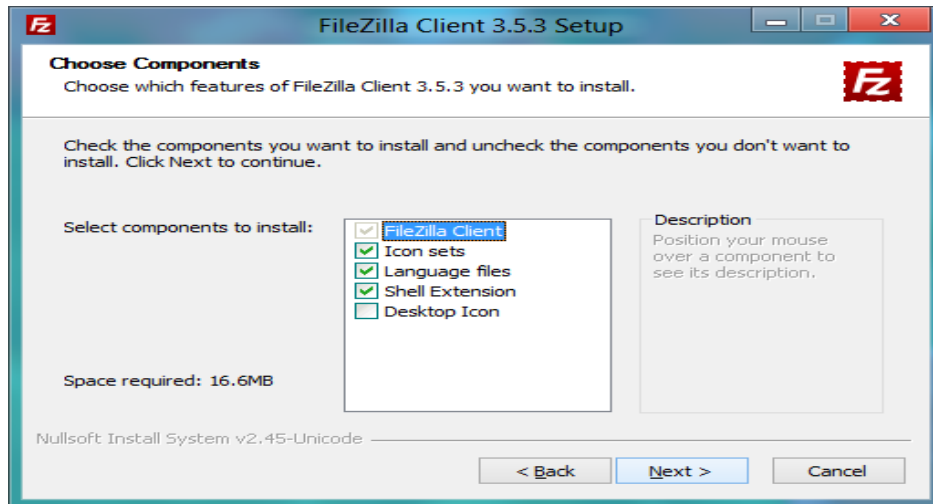 FileZilla Client 3.5.3 Setup
Choose Components
Choose which features of FileZilla Client 3.5.3 you want to install.
Fz
Check the components you want to install and uncheck the components you don't want to
install. Click Next to continue.
Select components to install:
FileZilla Client
Icon sets
Language files
Shell Extension
Desktop Icon
Description
Position your mouse
over a component to
see its description.
Space required: 16.6MB
Nullsoft Install System v2.45-Unicode
< Back
Next >
Cancel